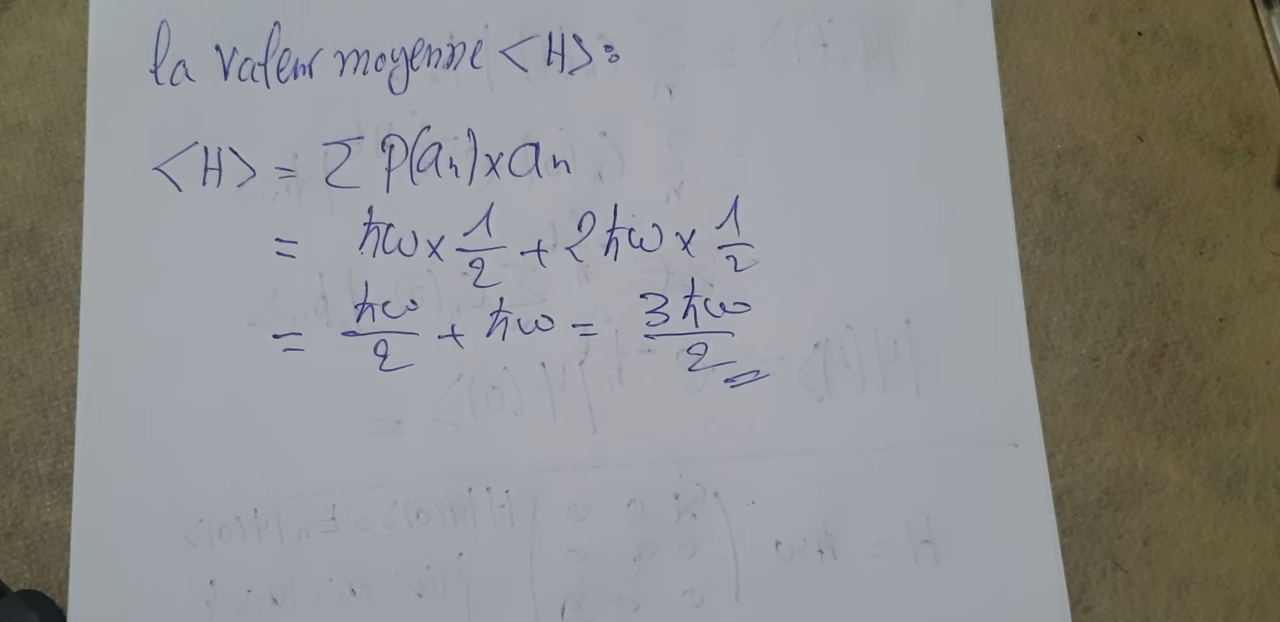 la valeur moyenne <H>:
<H> = Σ P(an) x an
= ħω x 1/2 + 2ħω x 1/2
= ħω/2 + ħω = 3ħω/2